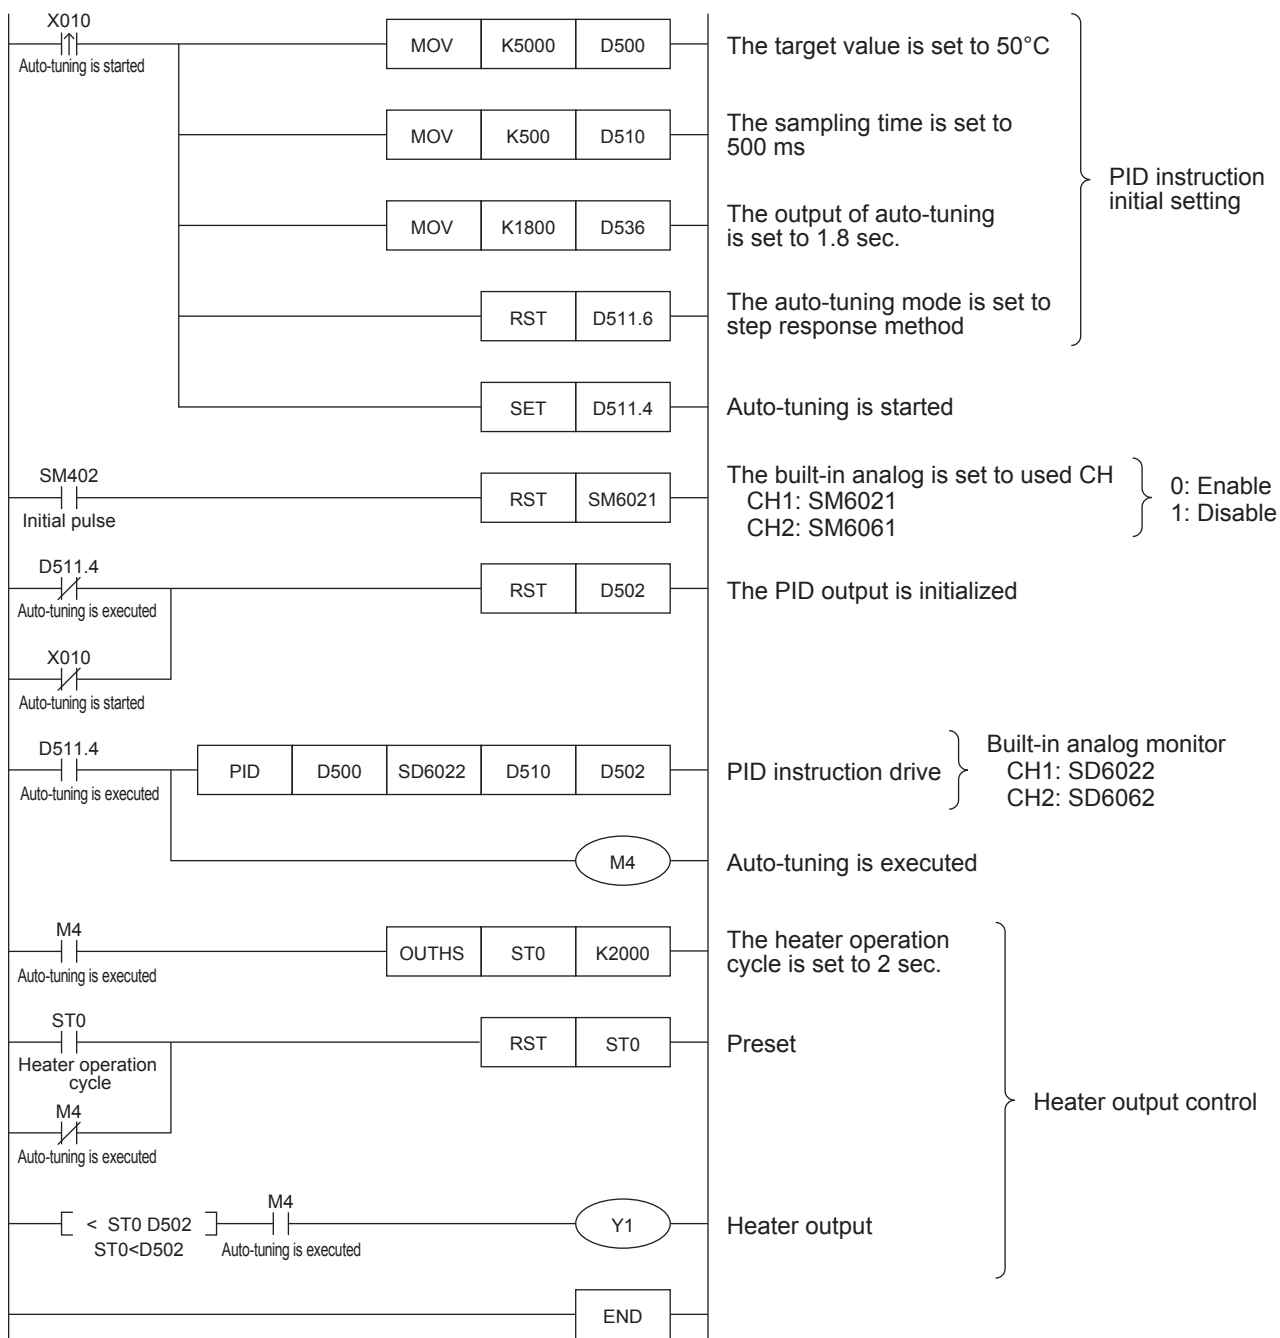 X010
Auto-tuning is started
MOV K5000 D500
The target value is set to 50°C
MOV K500 D510
The sampling time is set to
500 ms
MOV K1800 D536
The output of auto-tuning
is set to 1.8 sec.
RST D511.6
The auto-tuning mode is set to
step response method
PID instruction
initial setting
SET D511.4
Auto-tuning is started
SM402
Initial pulse
RST SM6021
The built-in analog is set to used CH
CH1: SM6021
CH2: SM6061
0: Enable
1: Disable
D511.4
Auto-tuning is executed
RST D502
The PID output is initialized
X010
Auto-tuning is started
D511.4
Auto-tuning is executed
PID D500 SD6022 D510 D502
PID instruction drive
Built-in analog monitor
CH1: SD6022
CH2: SD6062
M4
Auto-tuning is executed
M4
Auto-tuning is executed
OUTHS ST0 K2000
The heater operation
cycle is set to 2 sec.
ST0
Heater operation
cycle
RST ST0
Preset
M4
Auto-tuning is executed
Heater output control
< ST0 D502
ST0<D502
M4
Auto-tuning is executed
Y1
Heater output
END